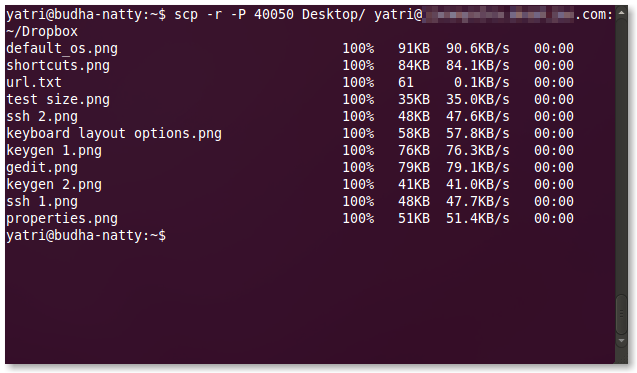 yatri@budha-natty:~$ scp -r -P 40050 Desktop/ yatri@ .com:
~/Dropbox
default_os.png 100% 91KB 90.6KB/s 00:00
shortcuts.png 100% 84KB 84.1KB/s 00:00
url.txt 100% 61 0.1KB/s 00:00
test size.png 100% 35KB 35.0KB/s 00:00
ssh 2.png 100% 48KB 47.6KB/s 00:00
keyboard layout options.png 100% 58KB 57.8KB/s 00:00
keygen 1.png 100% 76KB 76.3KB/s 00:00
gedit.png 100% 79KB 79.1KB/s 00:00
keygen 2.png 100% 41KB 41.0KB/s 00:00
ssh 1.png 100% 48KB 47.7KB/s 00:00
properties.png 100% 51KB 51.4KB/s 00:00
yatri@budha-natty:~$